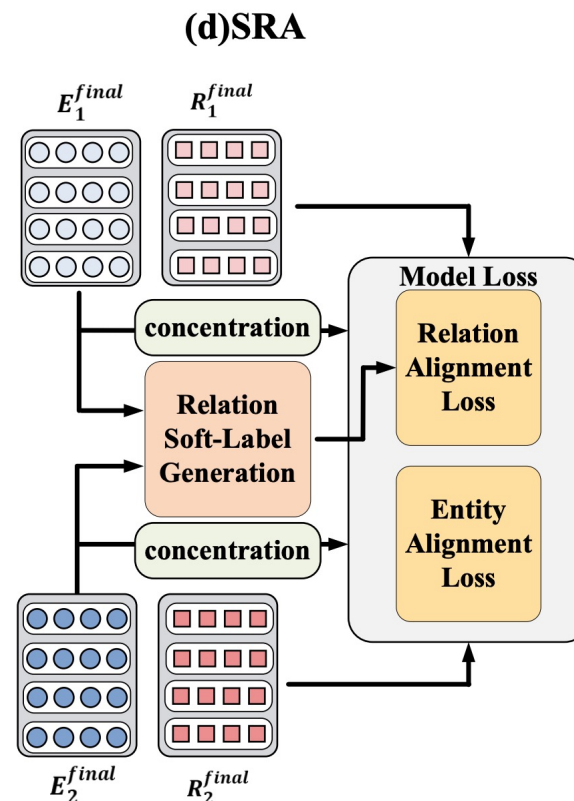 (d)SRA
E_1^{final} R_1^{final}
Model Loss
concentration
Relation
Alignment
Loss
Relation
Soft-Label
Generation
concentration
Entity
Alignment
Loss
E_2^{final} R_2^{final}